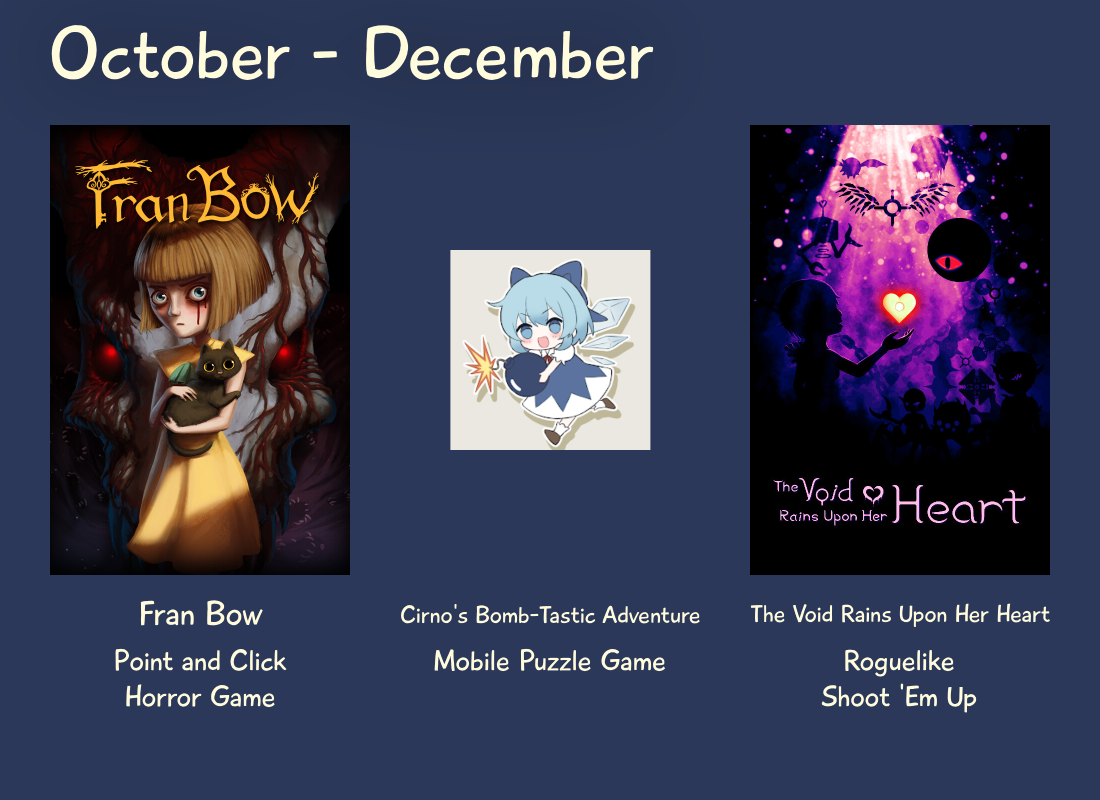 October - December
Fran Bow
The Void Rains Upon Her Heart
Fran Bow
Point and Click
Horror Game
Cirno's Bomb-Tastic Adventure
Mobile Puzzle Game
The Void Rains Upon Her Heart
Roguelike
Shoot 'Em Up